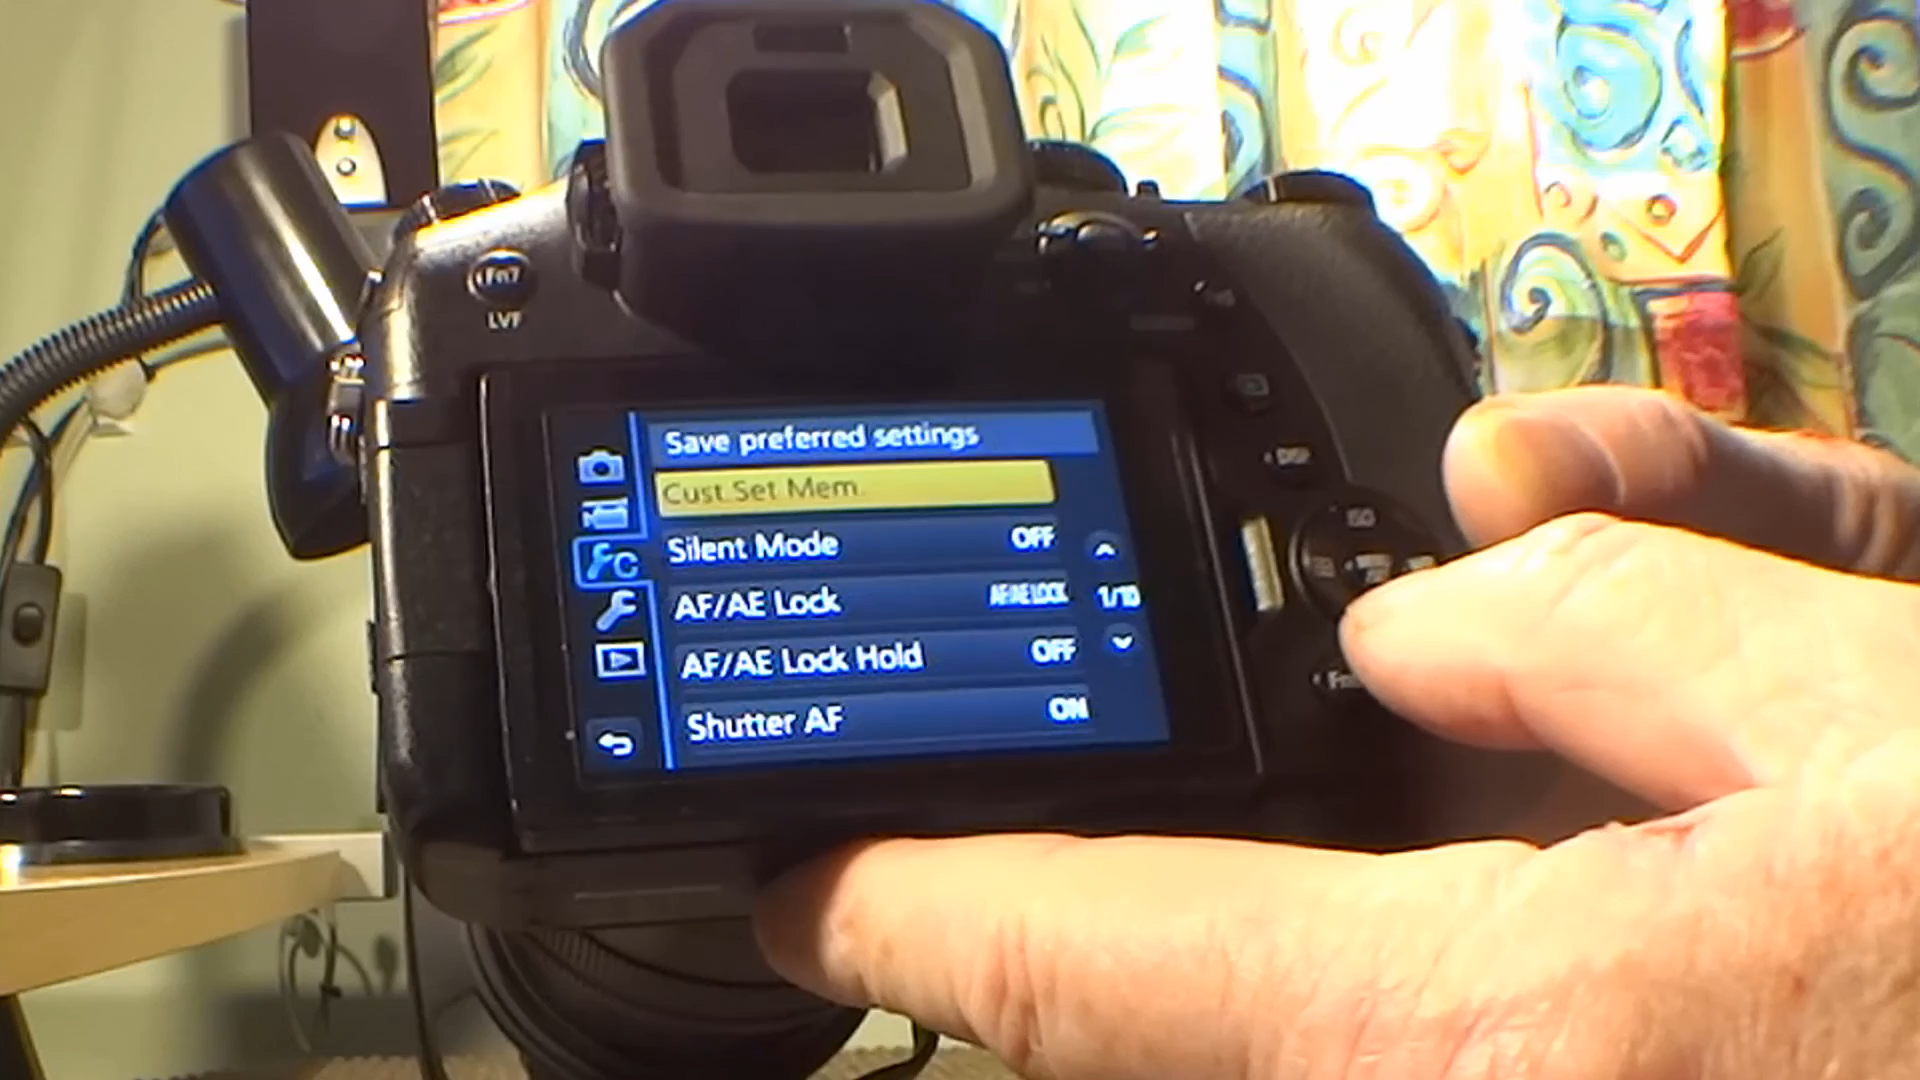 Fn7
LVF
Save preferred settings
Cust.Set Mem.
Silent Mode OFF
AF/AE Lock AF/AE LOCK
AF/AE Lock Hold OFF
Shutter AF ON
1/10
DISP
ISO